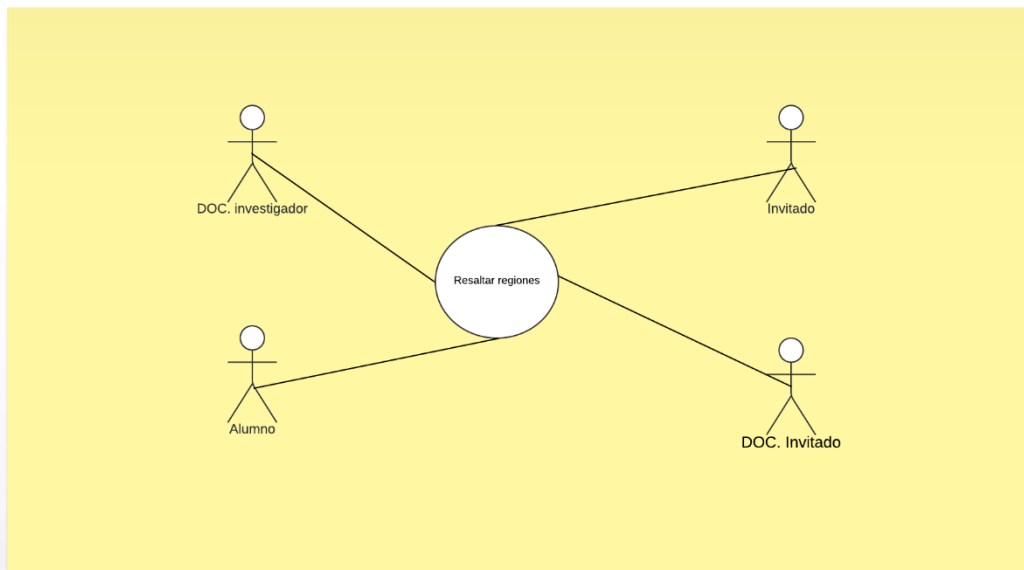 DOC. investigador
Invitado
Resaltar regiones
Alumno
DOC. Invitado